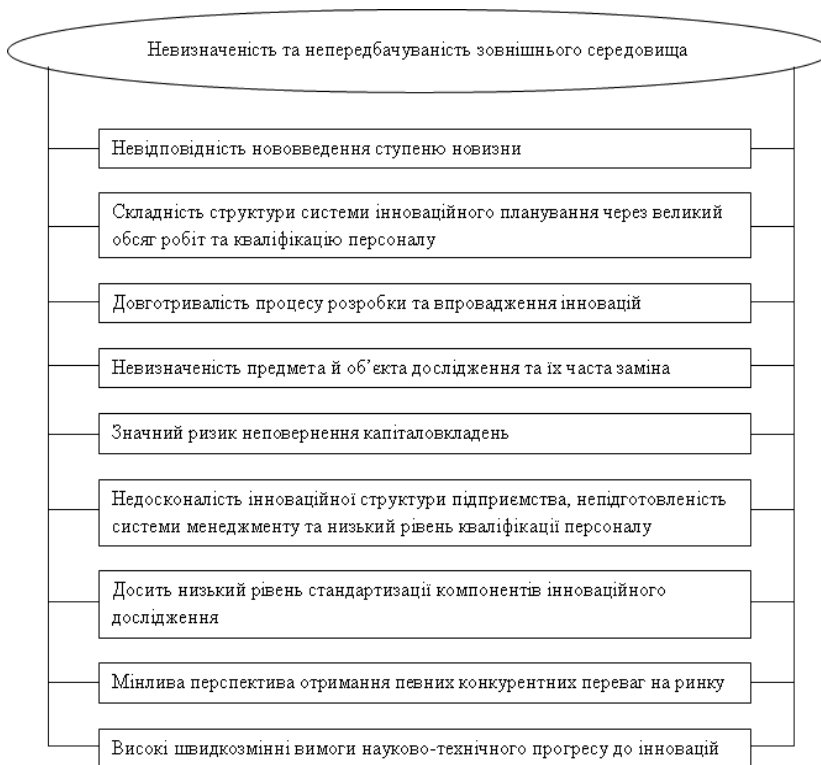 Невизначеність та непередбачуваність зовнішнього середовища
Невідповідність нововведення ступеню новизни
Складність структури системи інноваційного планування через великий
обсяг робіт та кваліфікацію персоналу
Довготривалість процесу розробки та впровадження інновацій
Невизначеність предмета й об’єкта дослідження та їх часта заміна
Значний ризик неповернення капіталовкладень
Недосконалість інноваційної структури підприємства, непідготовленість
системи менеджменту та низький рівень кваліфікації персоналу
Досить низький рівень стандартизації компонентів інноваційного
дослідження
Мінлива перспектива отримання певних конкурентних переваг на ринку
Високі швидкозмінні вимоги науково-технічного прогресу до інновацій